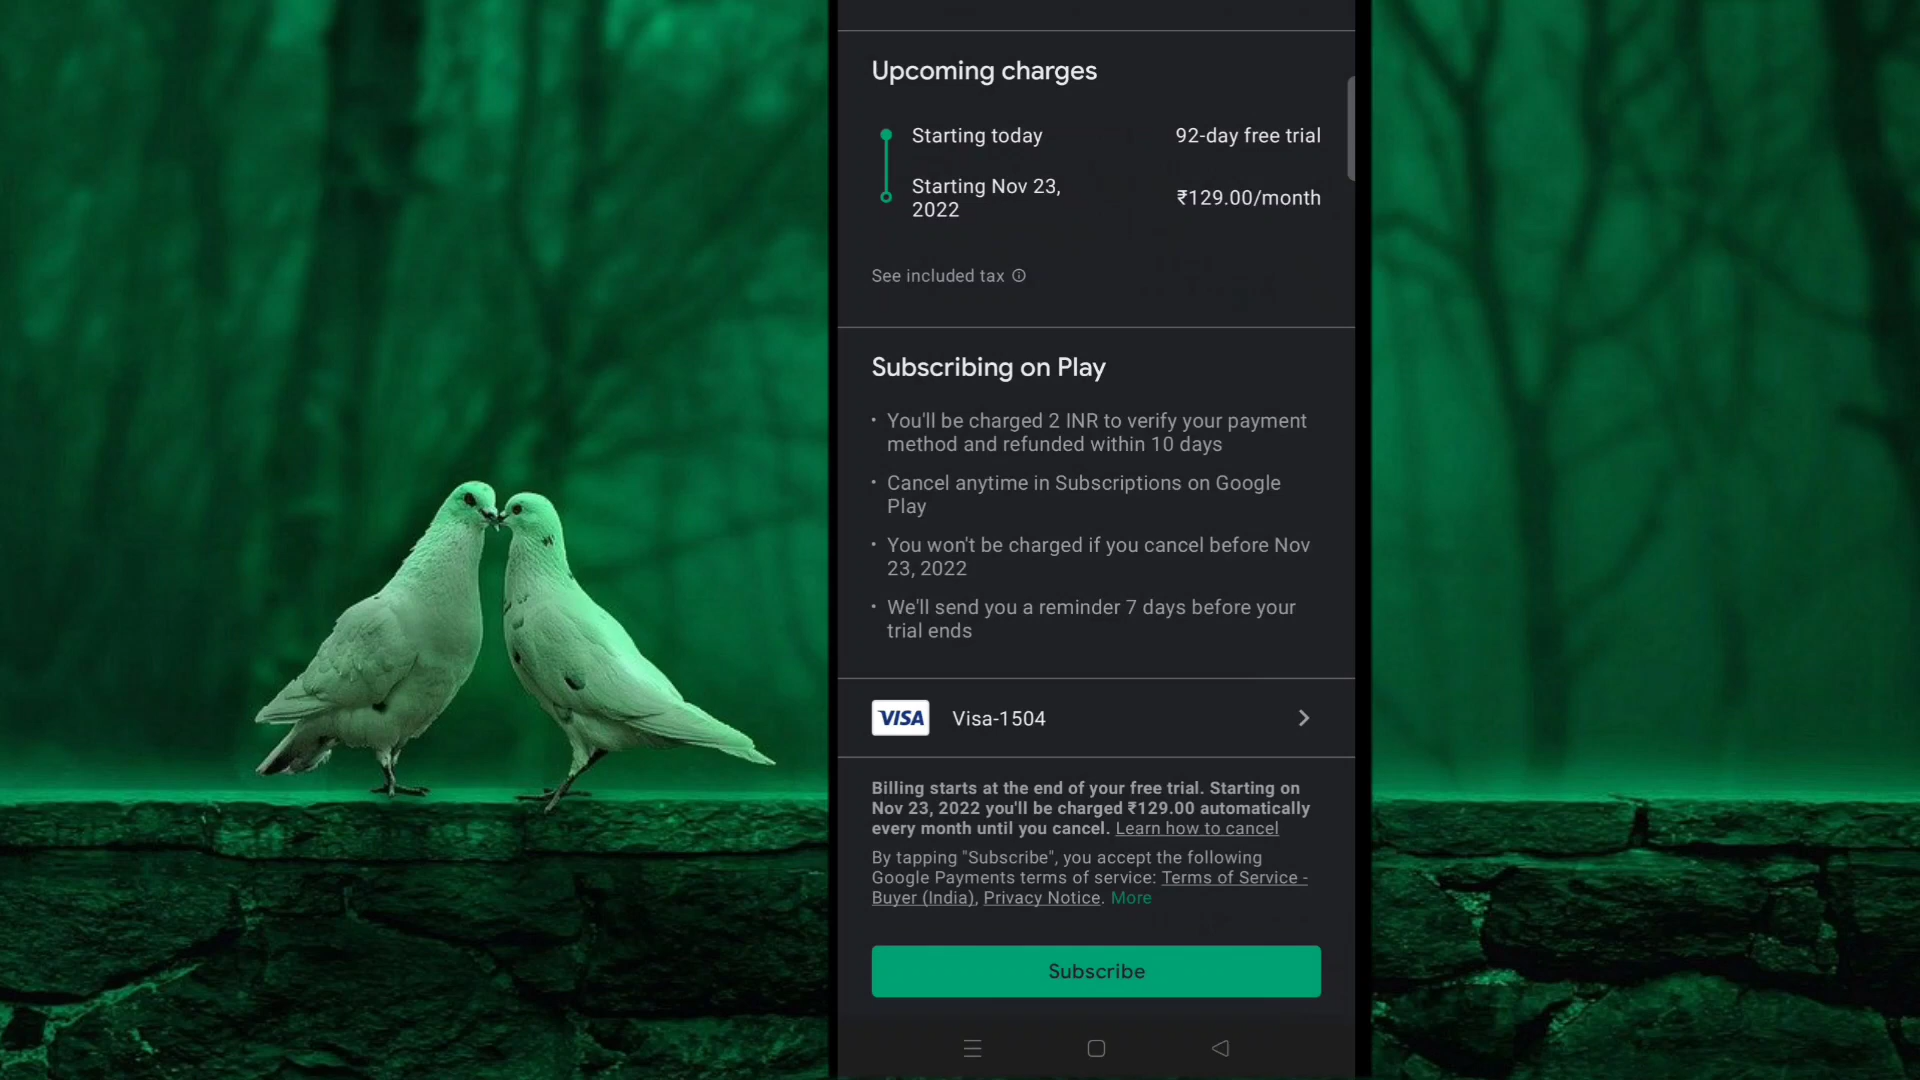 Upcoming charges
Starting today 92-day free trial
Starting Nov 23,
2022
₹129.00/month
See included tax
Subscribing on Play
• You'll be charged 2 INR to verify your payment
method and refunded within 10 days
• Cancel anytime in Subscriptions on Google
Play
• You won't be charged if you cancel before Nov
23, 2022
• We'll send you a reminder 7 days before your
trial ends
VISA Visa-1504
Billing starts at the end of your free trial. Starting on
Nov 23, 2022 you'll be charged ₹129.00 automatically
every month until you cancel. Learn how to cancel
By tapping "Subscribe", you accept the following
Google Payments terms of service: Terms of Service -
Buyer (India), Privacy Notice. More
Subscribe